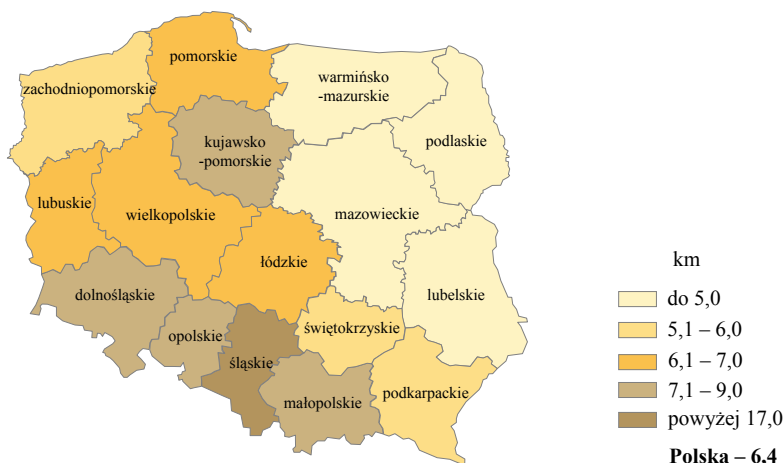 pomorskie
warmińsko
-mazurskie
zachodniopomorskie
podlaskie
kujawsko
-pomorskie
lubuskie
wielkopolskie
mazowieckie
łódzkie
dolnośląskie
lubelskie
opolskie
świętokrzyskie
śląskie
małopolskie
podkarpackie
km
do 5,0
5,1 – 6,0
6,1 – 7,0
7,1 – 9,0
powyżej 17,0
Polska – 6,4